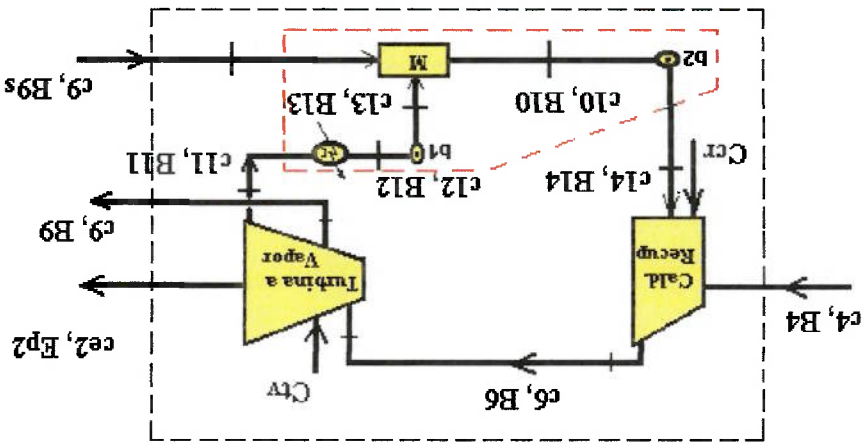 c6, B6
Ctv
ce2, Ep2
c4, B4
Cald.
Recup
Turbina a
Vapor
c9, B9
c14, B14
c12, B12
c11, B11
Ccr
b1
c10, B10
c13, B13
c9, B9s
b2
M